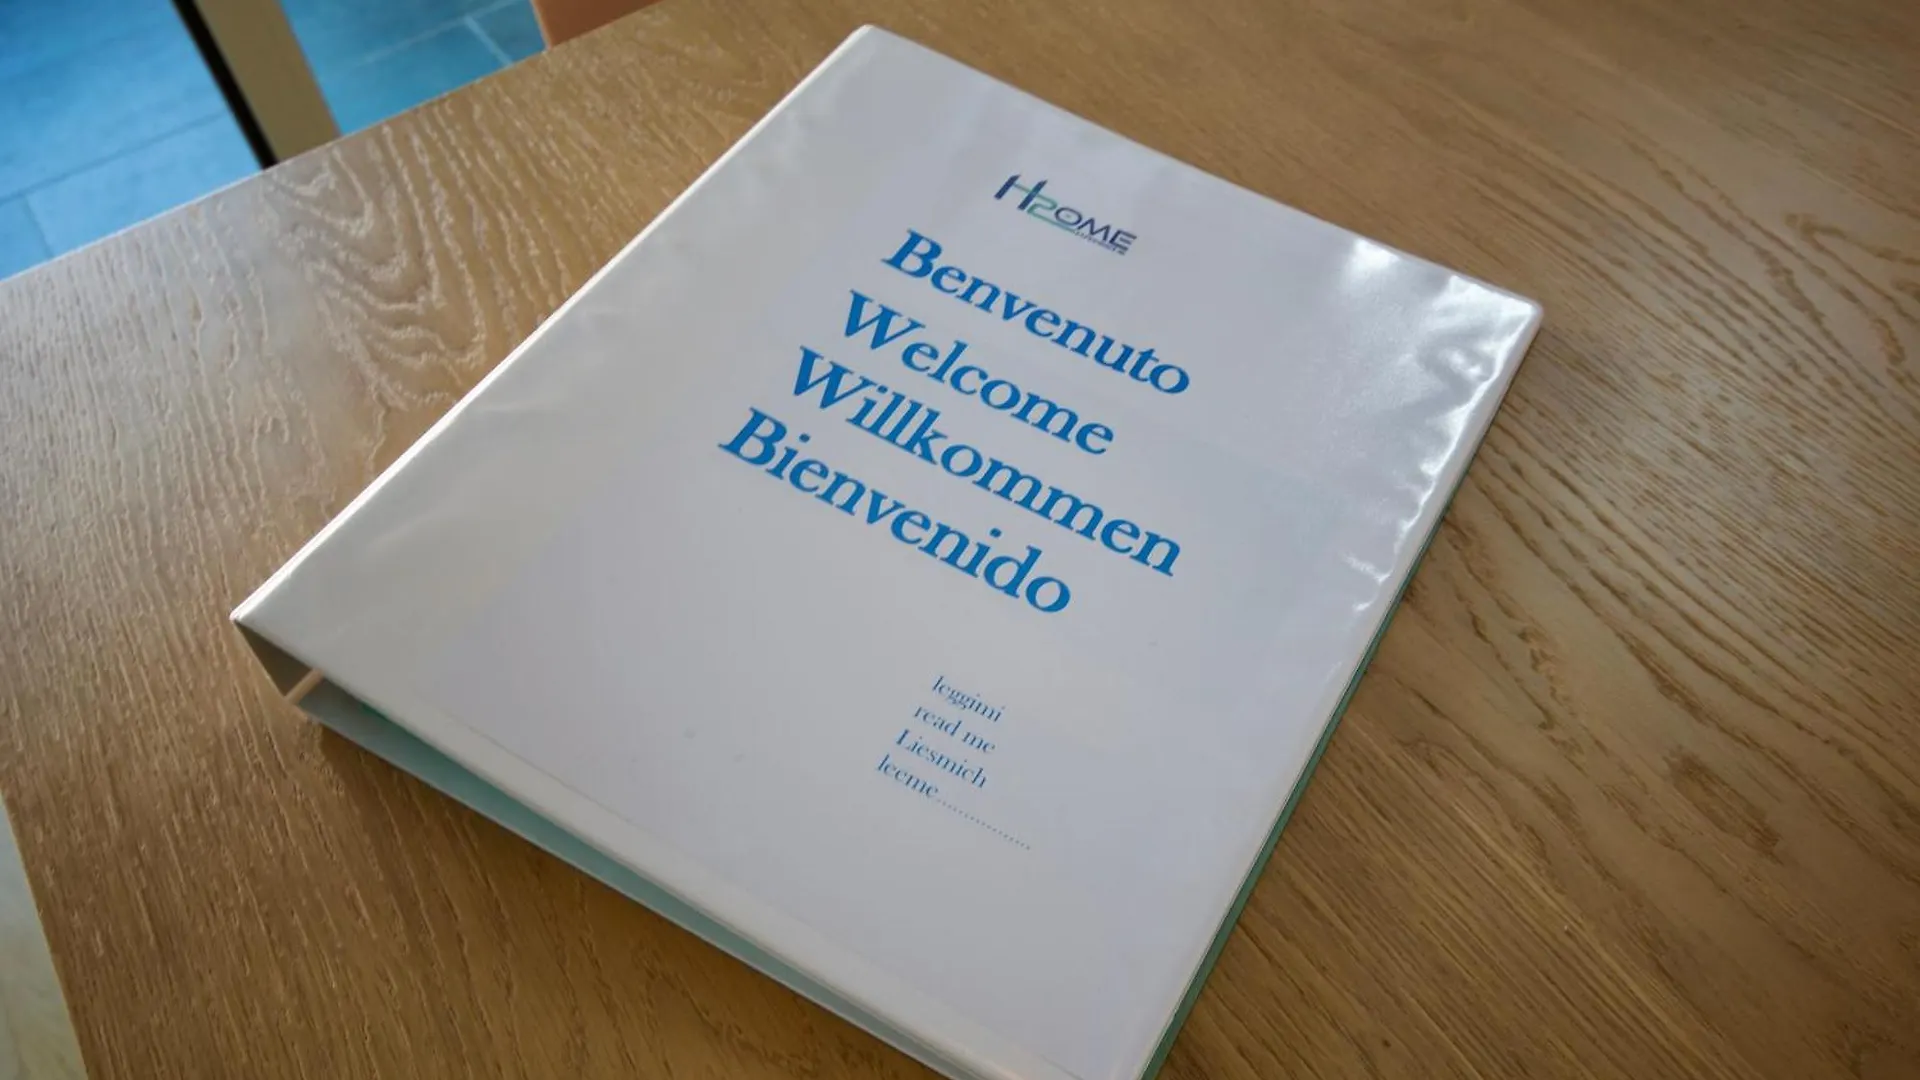 H2OME
Benvenuto
Welcome
Willkommen
Bienvenido
leggimi
read me
Liesmich
leeme..................